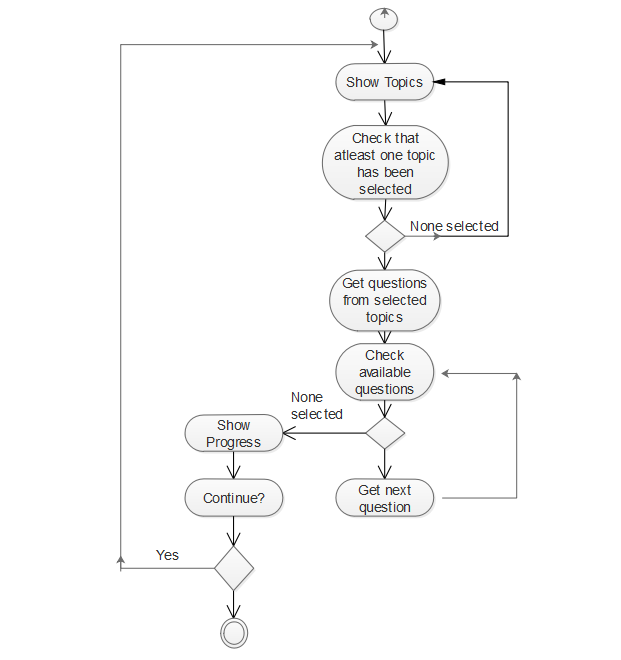 Show Topics
Check that
atleast one topic
has been
selected
None selected
Get questions
from selected
topics
Check
available
questions
None
selected
Show
Progress
Get next
question
Continue?
Yes